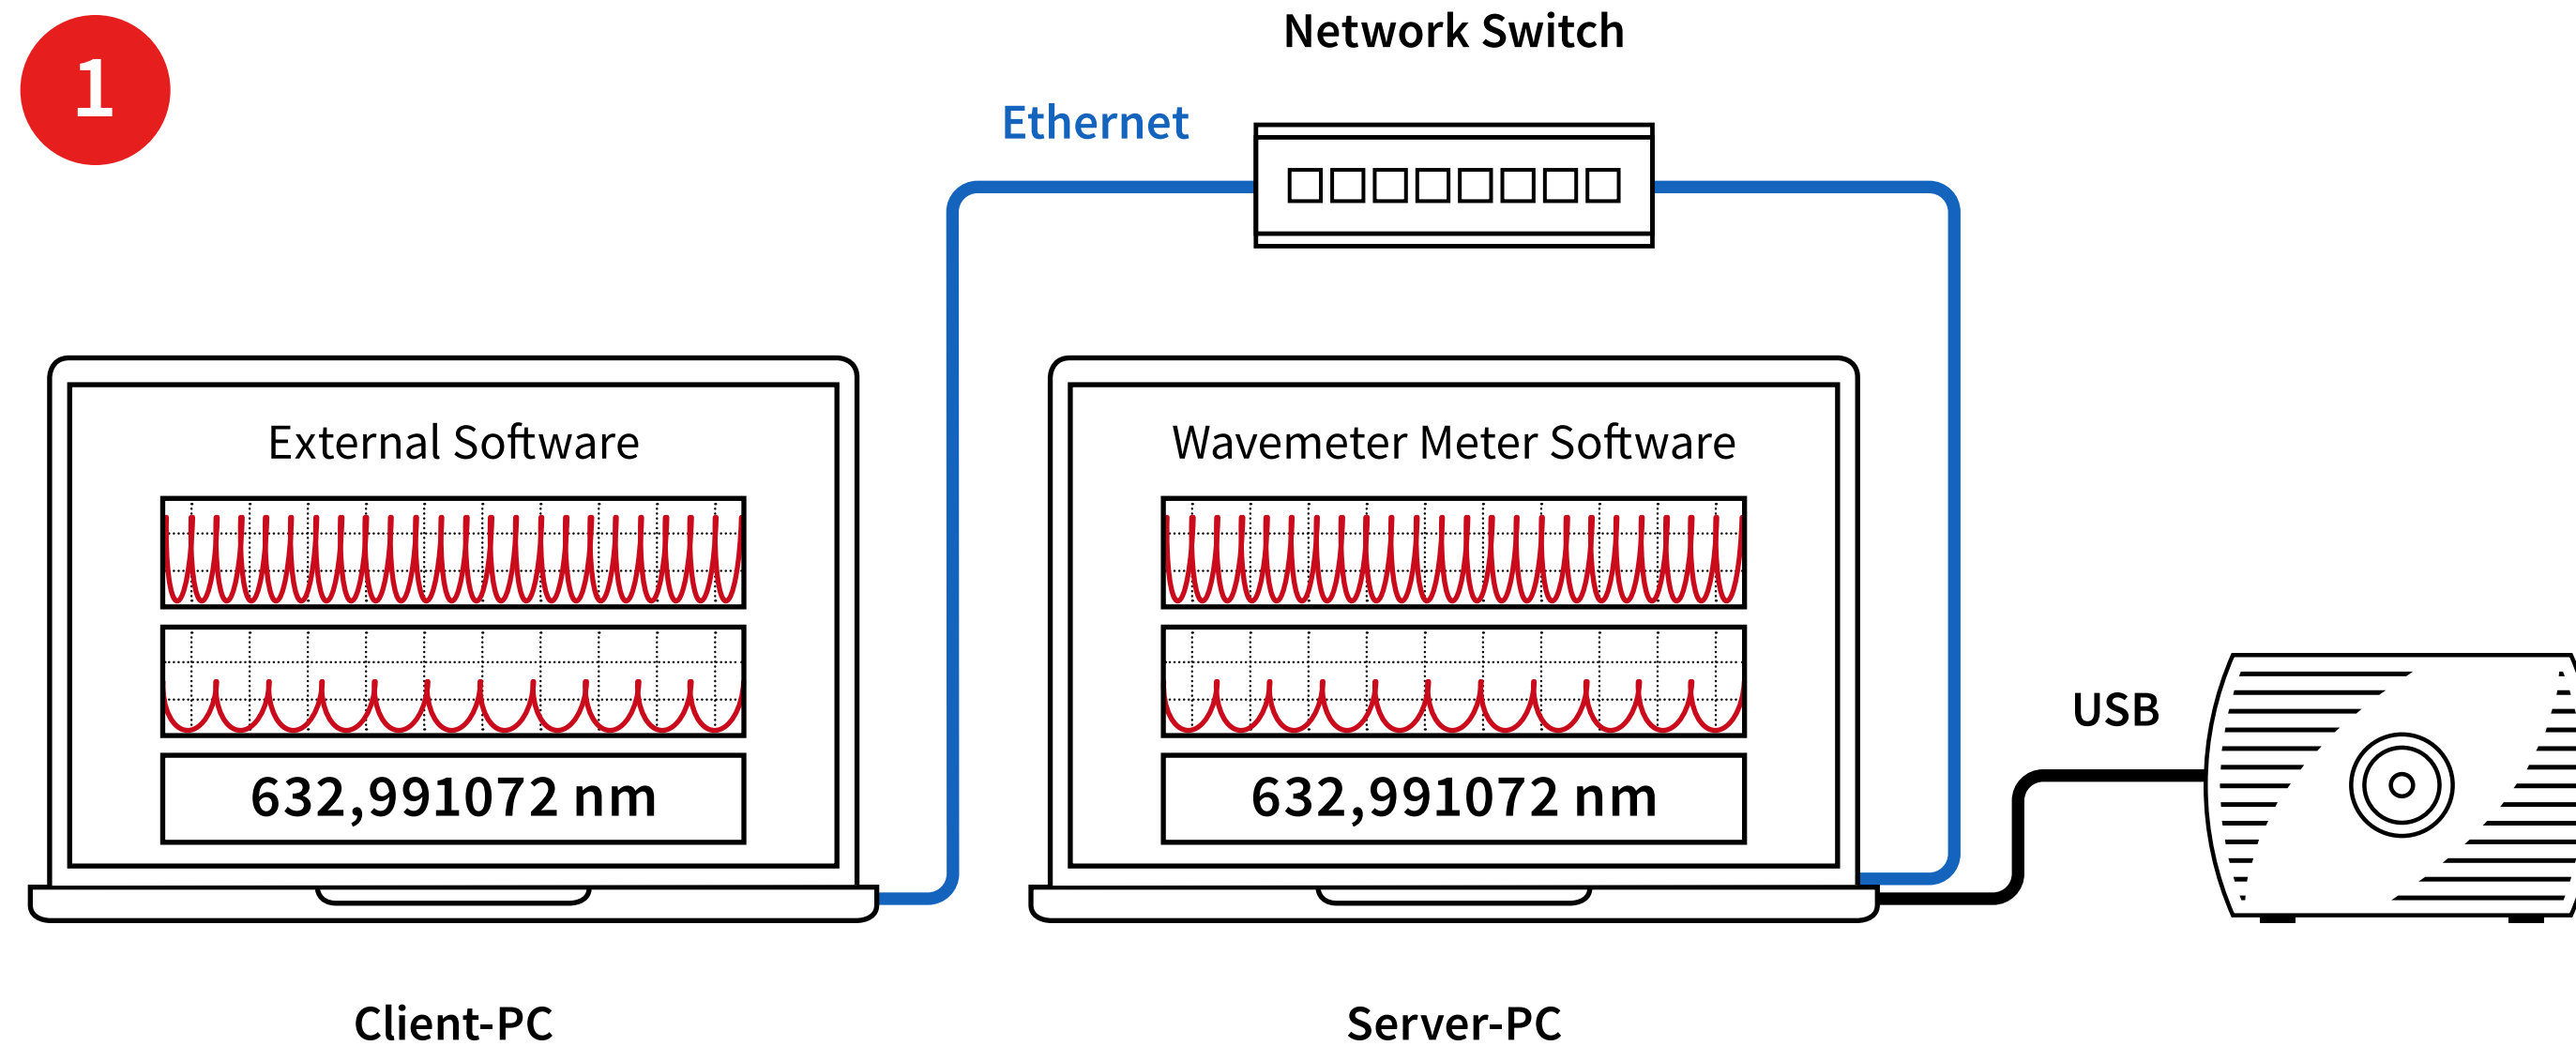 1
Network Switch
Ethernet
External Software
632,991072 nm
Wavemeter Meter Software
632,991072 nm
USB
Client-PC
Server-PC